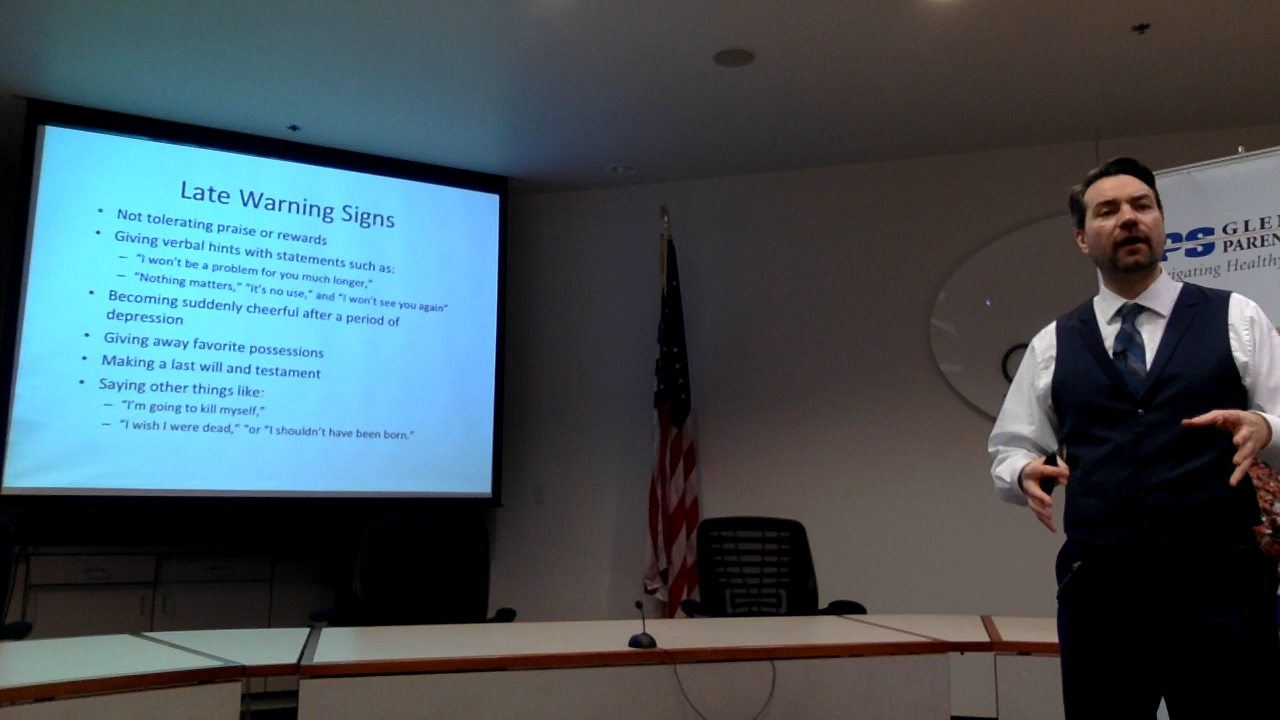 Late Warning Signs
• Not tolerating praise or rewards
• Giving verbal hints with statements such as:
– "I won't be a problem for you much longer,"
– "Nothing matters," "it's no use," and "I won't see you again"
• Becoming suddenly cheerful after a period of
depression
• Giving away favorite possessions
• Making a last will and testament
• Saying other things like:
– "I'm going to kill myself,"
– "I wish I were dead," "or "I shouldn't have been born."
PS GLEN
PAREN
igating Healthy